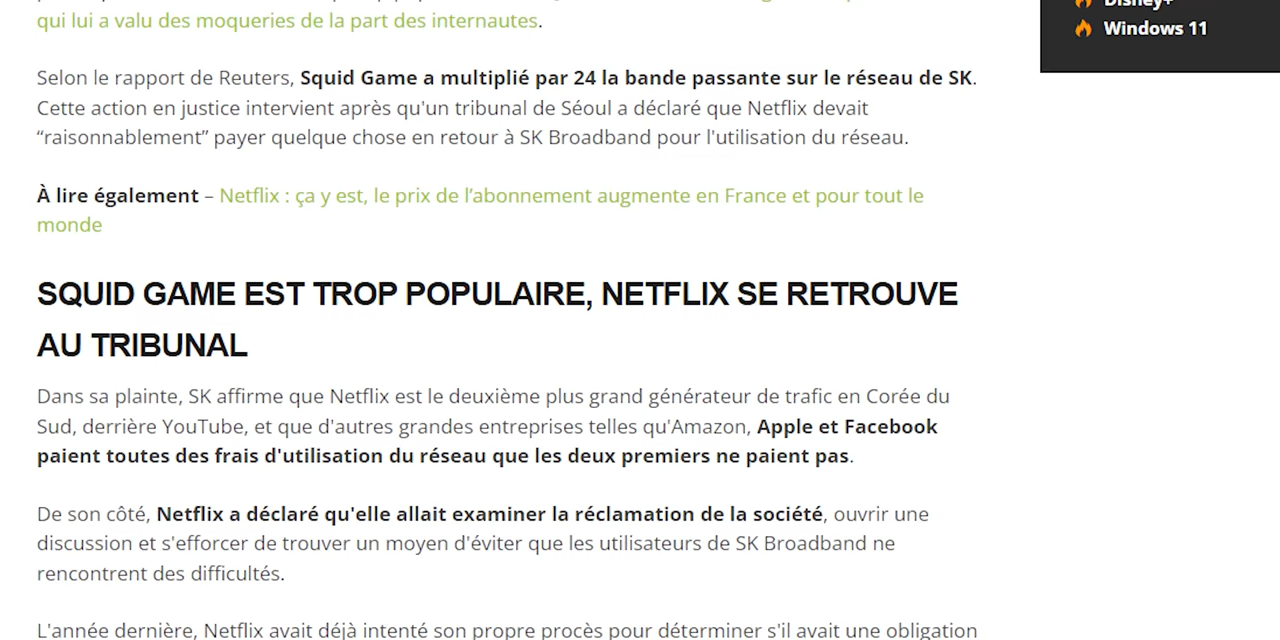 qui lui a valu des moqueries de la part des internautes.
Disney+
Windows 11
Selon le rapport de Reuters, Squid Game a multiplié par 24 la bande passante sur le réseau de SK.
Cette action en justice intervient après qu'un tribunal de Séoul a déclaré que Netflix devait
“raisonnablement” payer quelque chose en retour à SK Broadband pour l'utilisation du réseau.
À lire également – Netflix : ça y est, le prix de l’abonnement augmente en France et pour tout le
monde
SQUID GAME EST TROP POPULAIRE, NETFLIX SE RETROUVE
AU TRIBUNAL
Dans sa plainte, SK affirme que Netflix est le deuxième plus grand générateur de trafic en Corée du
Sud, derrière YouTube, et que d'autres grandes entreprises telles qu'Amazon, Apple et Facebook
paient toutes des frais d'utilisation du réseau que les deux premiers ne paient pas.
De son côté, Netflix a déclaré qu'elle allait examiner la réclamation de la société, ouvrir une
discussion et s'efforcer de trouver un moyen d'éviter que les utilisateurs de SK Broadband ne
rencontrent des difficultés.
L'année dernière, Netflix avait déjà intenté son propre procès pour déterminer s'il avait une obligation